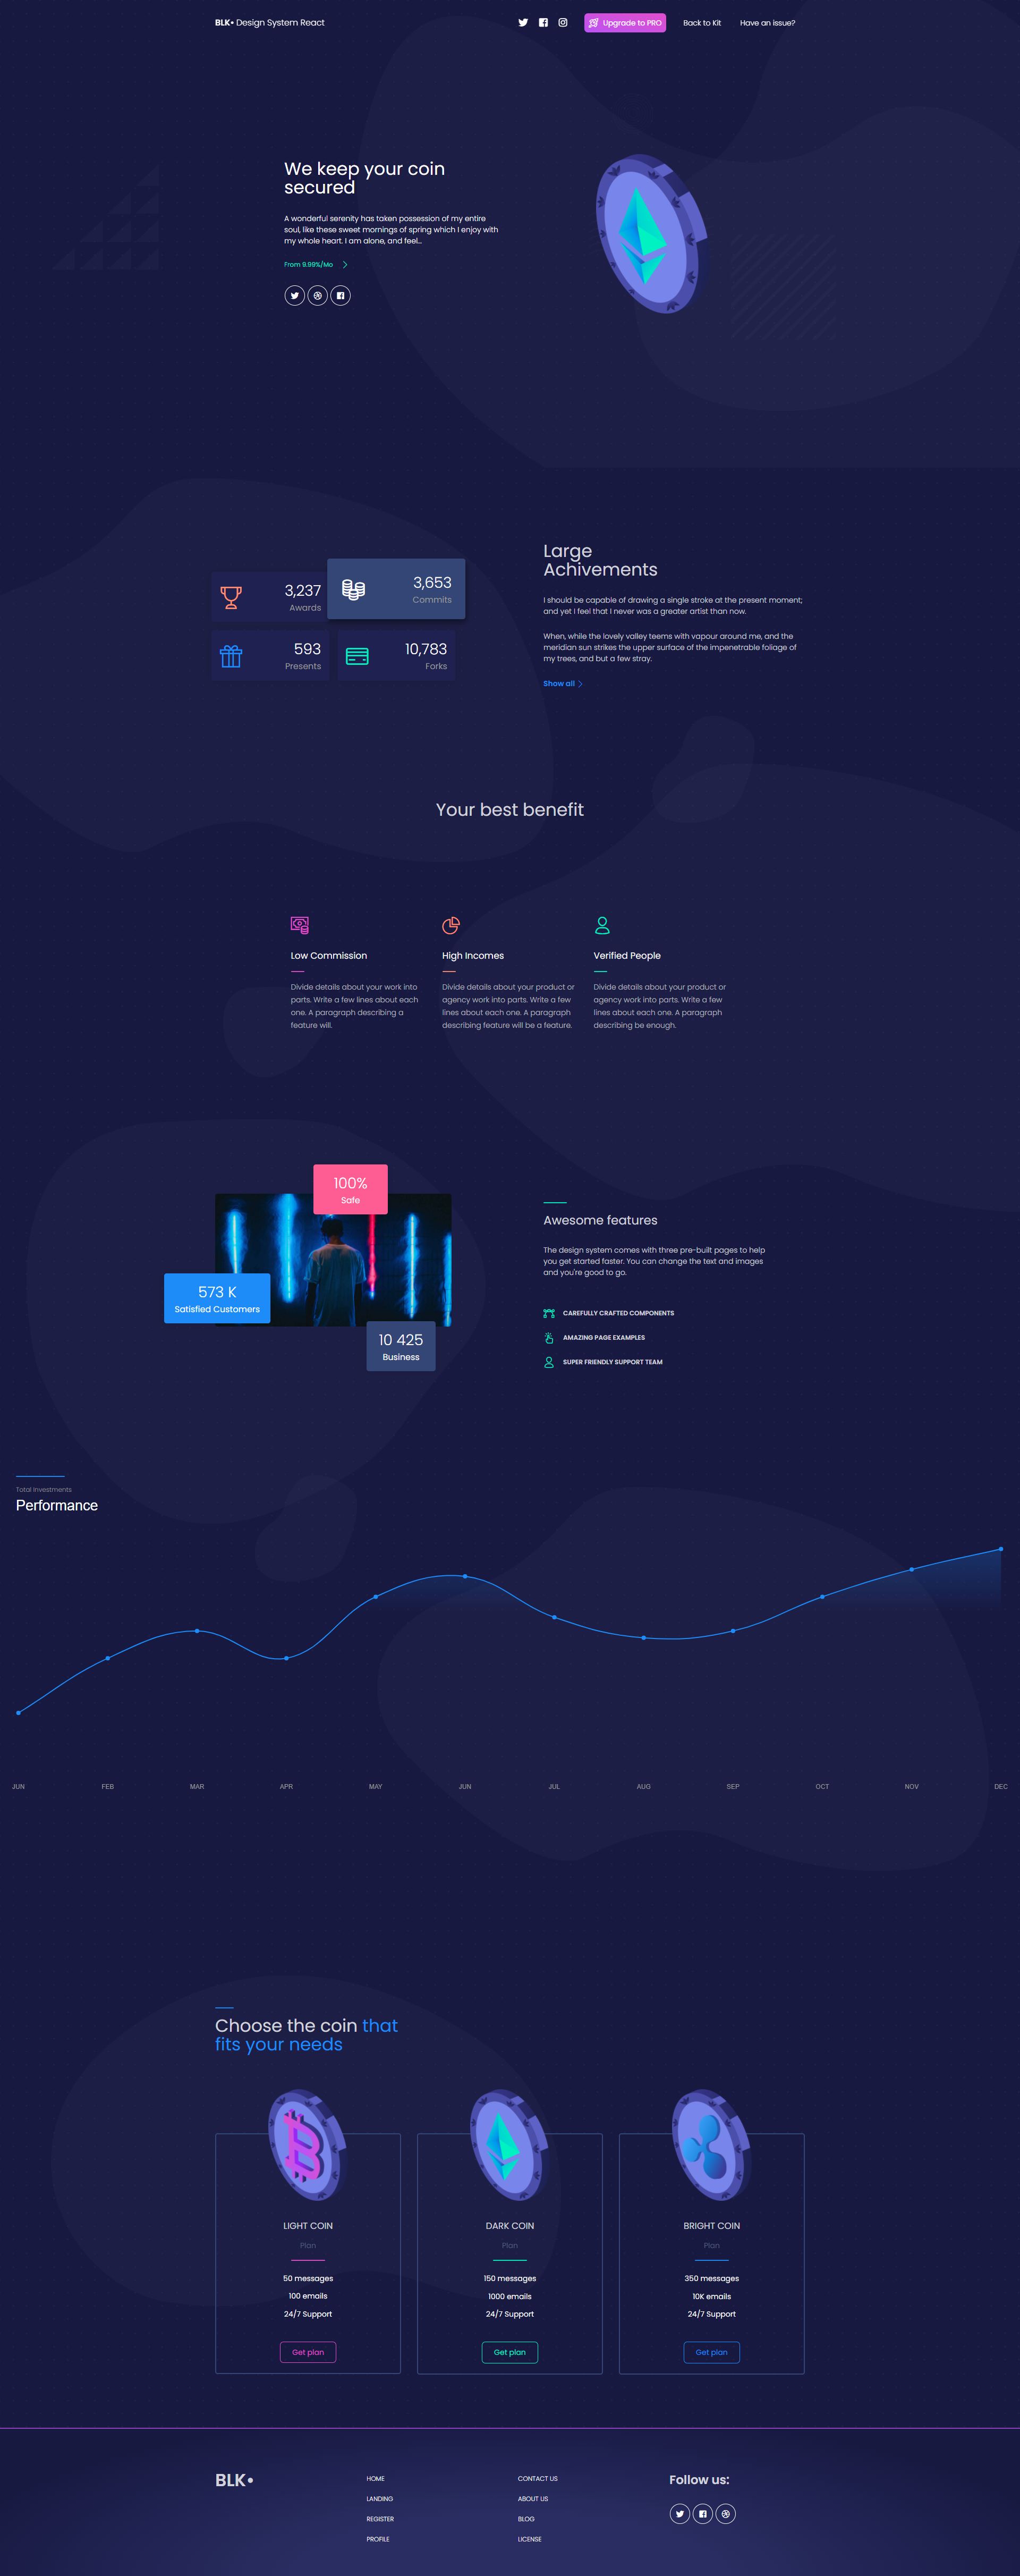 BLK• Design System React
Upgrade to PRO
Back to Kit
Have an issue?
We keep your coin
secured
A wonderful serenity has taken possession of my entire
soul, like these sweet mornings of spring which I enjoy with
my whole heart. I am alone, and feel...
From 9.99%/Mo
3,237
Awards
3,653
Commits
593
Presents
10,783
Forks
Large
Achivements
I should be capable of drawing a single stroke at the present moment;
and yet I feel that I never was a greater artist than now.
When, while the lovely valley teems with vapour around me, and the
meridian sun strikes the upper surface of the impenetrable foliage of
my trees, and but a few stray.
Show all
Your best benefit
Low Commission
Divide details about your work into
parts. Write a few lines about each
one. A paragraph describing a
feature will.
High Incomes
Divide details about your product or
agency work into parts. Write a few
lines about each one. A paragraph
describing feature will be a feature.
Verified People
Divide details about your product or
agency work into parts. Write a few
lines about each one. A paragraph
describing be enough.
100%
Safe
573 K
Satisfied Customers
10 425
Business
Awesome features
The design system comes with three pre-built pages to help
you get started faster. You can change the text and images
and you're good to go.
CAREFULLY CRAFTED COMPONENTS
AMAZING PAGE EXAMPLES
SUPER FRIENDLY SUPPORT TEAM
Total Investments
Performance
JUN FEB MAR APR MAY JUN JUL AUG SEP OCT NOV DEC
Choose the coin that
fits your needs
LIGHT COIN
Plan
50 messages
100 emails
24/7 Support
Get plan
DARK COIN
Plan
150 messages
1000 emails
24/7 Support
Get plan
BRIGHT COIN
Plan
350 messages
10K emails
24/7 Support
Get plan
BLK•
HOME
LANDING
REGISTER
PROFILE
CONTACT US
ABOUT US
BLOG
LICENSE
Follow us: